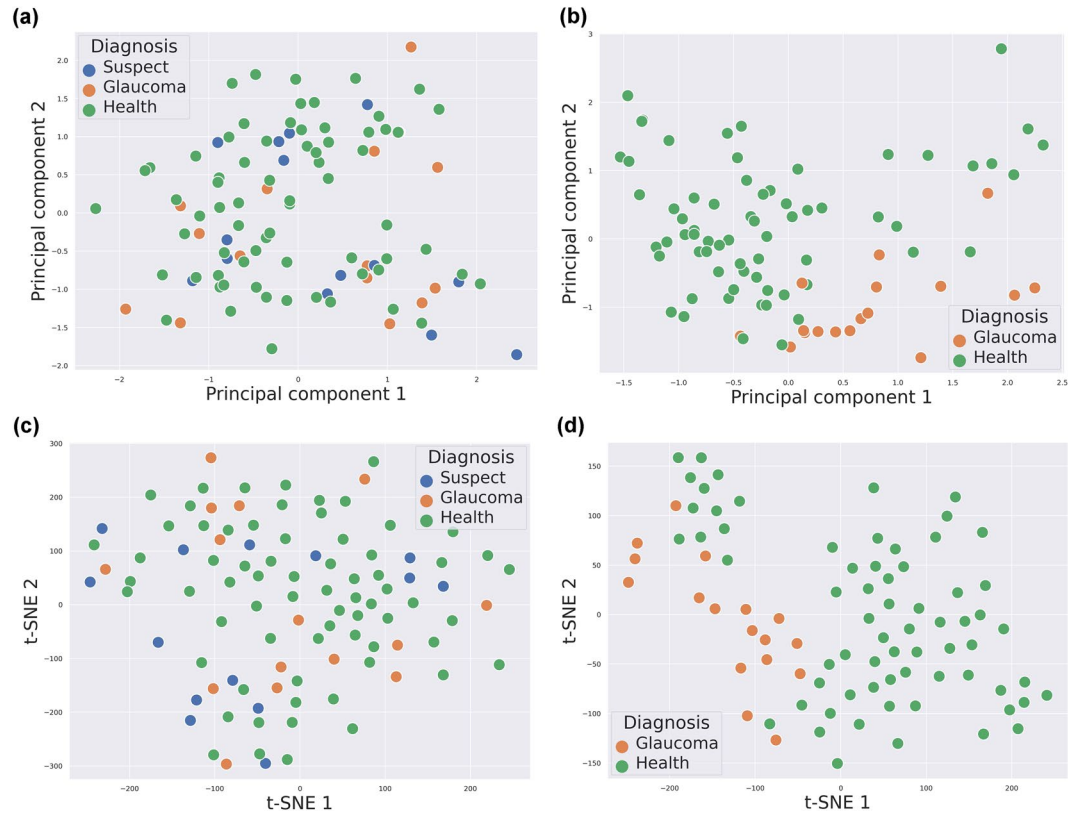 (a)
Diagnosis
Suspect
Glaucoma
Health
Principal component 2
2.0
1.5
1.0
0.5
0.0
−0.5
−1.0
−1.5
−2.0
−2
−1
0
1
2
Principal component 1
(b)
Principal component 2
3
2
1
0
−1
−1.5
−1.0
−0.5
0.0
0.5
1.0
1.5
2.0
2.5
Principal component 1
Diagnosis
Glaucoma
Health
(c)
Diagnosis
Suspect
Glaucoma
Health
t-SNE 2
300
200
100
0
−100
−200
−300
−200
−100
0
100
200
t-SNE 1
(d)
t-SNE 2
150
100
50
0
−50
−100
−150
Diagnosis
Glaucoma
Health
−200
−100
0
100
200
t-SNE 1